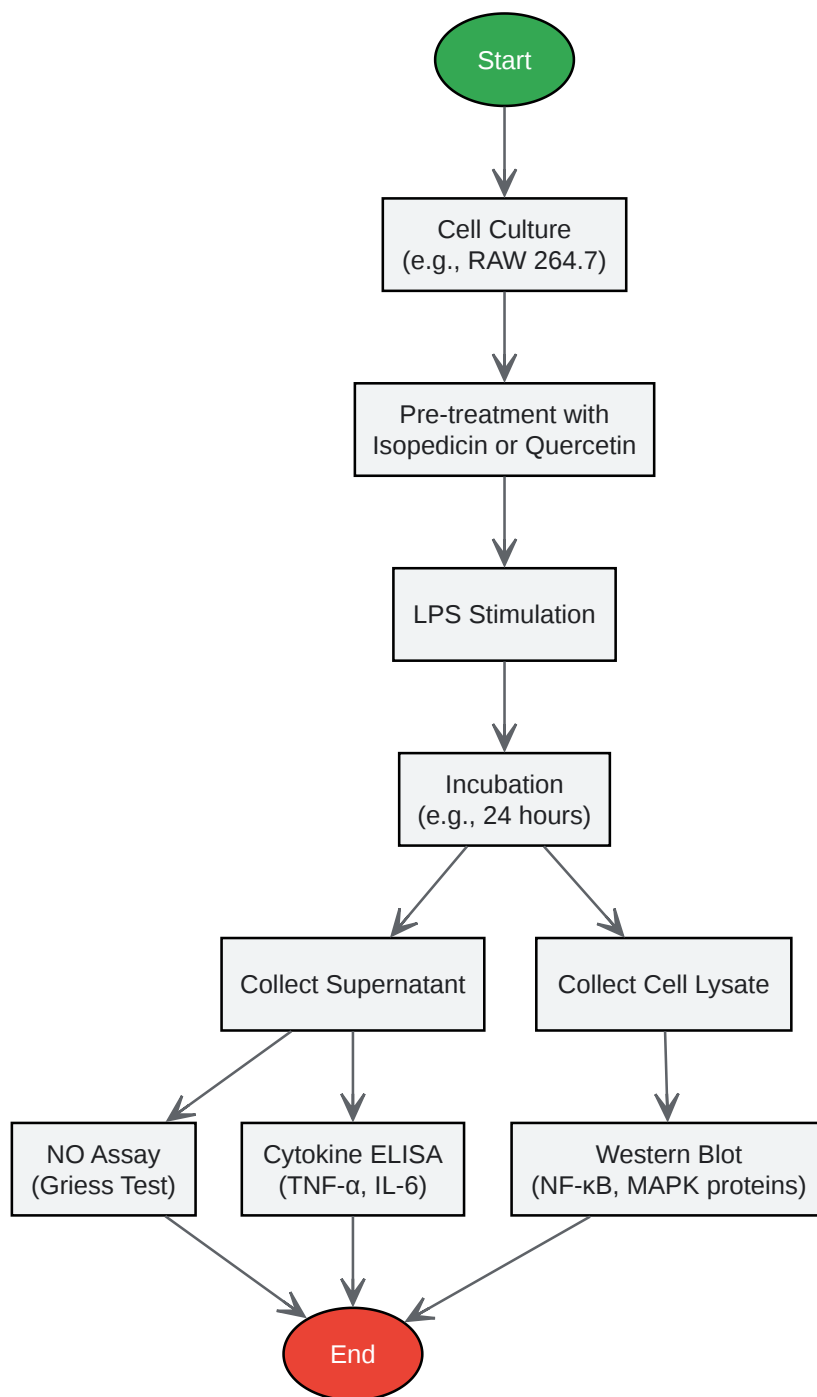 Start
Cell Culture
(e.g., RAW 264.7)
Pre-treatment with
Isopedicin or Quercetin
LPS Stimulation
Incubation
(e.g., 24 hours)
Collect Supernatant
Collect Cell Lysate
NO Assay
(Griess Test)
Cytokine ELISA
(TNF-α, IL-6)
Western Blot
(NF-κB, MAPK proteins)
End